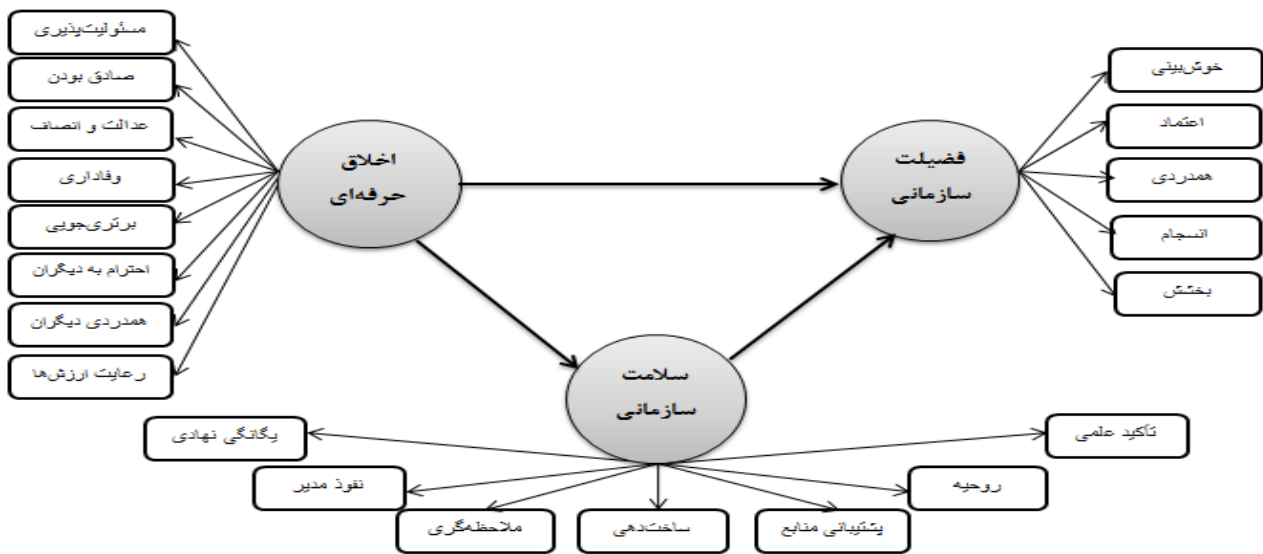 مسئولیت‌پذیری
صادق بودن
عدالت و انصاف
وفاداری
برتری‌جویی
احترام به دیگران
همدردی دیگران
رعایت ارزش‌ها
اخلاق
حرفه‌ای
فضیلت
سازمانی
خوش‌بینی
اعتماد
همدردی
انسجام
بخشش
سلامت
سازمانی
یگانگی نهادی
نفوذ مدیر
ملاحظه‌گری
ساخت‌دهی
پشتیبانی منابع
روحیه
تأکید علمی